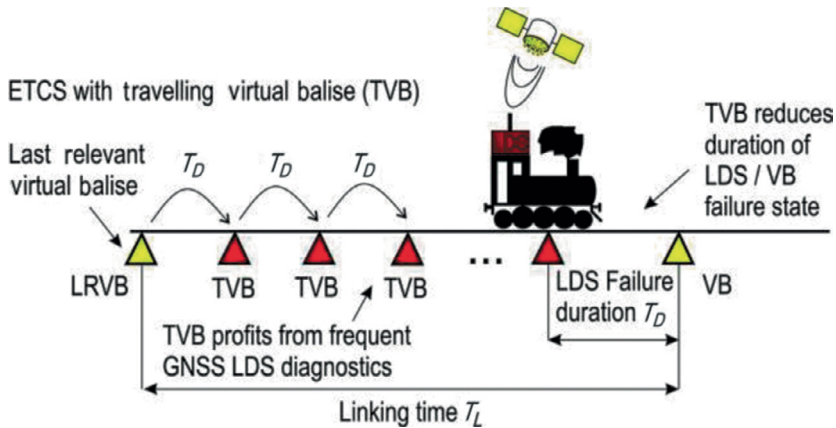 ETCS with travelling virtual balise (TVB)
TVB reduces
duration of
LDS / VB
failure state
LDS
Last relevant
virtual balise
T_D
T_D
T_D
LRVB
TVB
TVB
TVB
...
LDS Failure
duration T_D
VB
TVB profits from frequent
GNSS LDS diagnostics
Linking time T_L